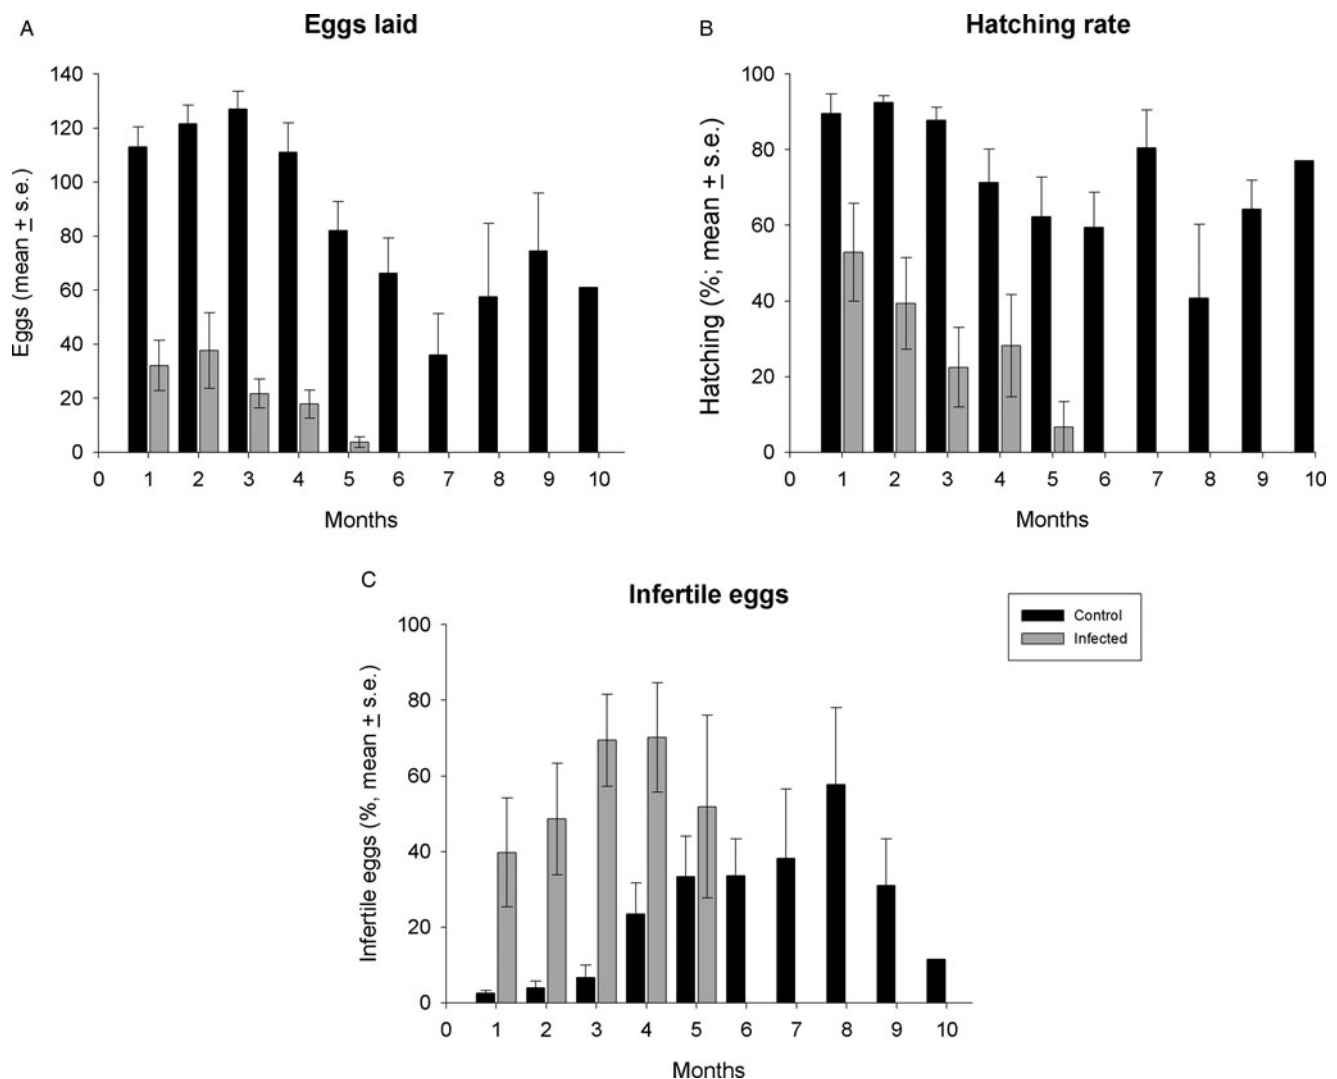 A
Eggs laid
Eggs (mean ± s.e.)
140
120
100
80
60
40
20
0
0 1 2 3 4 5 6 7 8 9 10
Months
B
Hatching rate
Hatching (%; mean ± s.e.)
100
80
60
40
20
0
0 1 2 3 4 5 6 7 8 9 10
Months
C
Infertile eggs
Infertile eggs (%, mean ± s.e.)
100
80
60
40
20
0
0 1 2 3 4 5 6 7 8 9 10
Months
Control
Infected